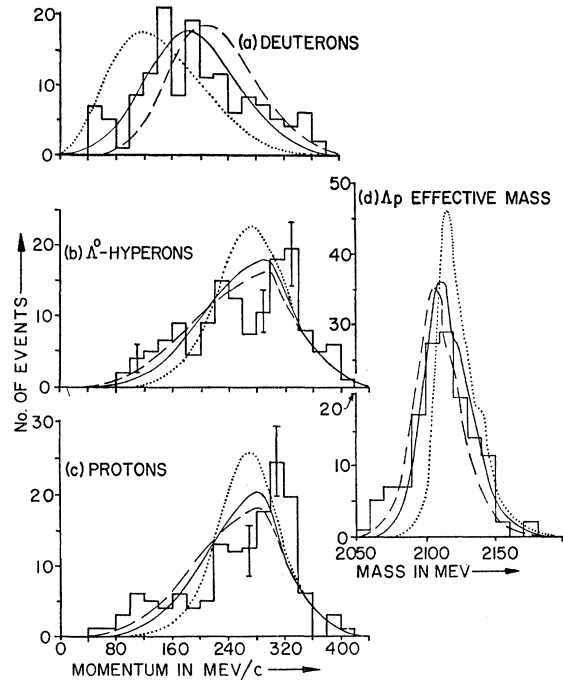 20
10
0
(a) DEUTERONS
20
10
0
(b) Λ⁰-HYPERONS
No. OF EVENTS
30
20
10
0
(c) PROTONS
0 80 160 240 320 400
MOMENTUM IN MEV/c
50
40
30
20
20
10
0
(d) Λp EFFECTIVE MASS
2050 2100 2150
MASS IN MEV